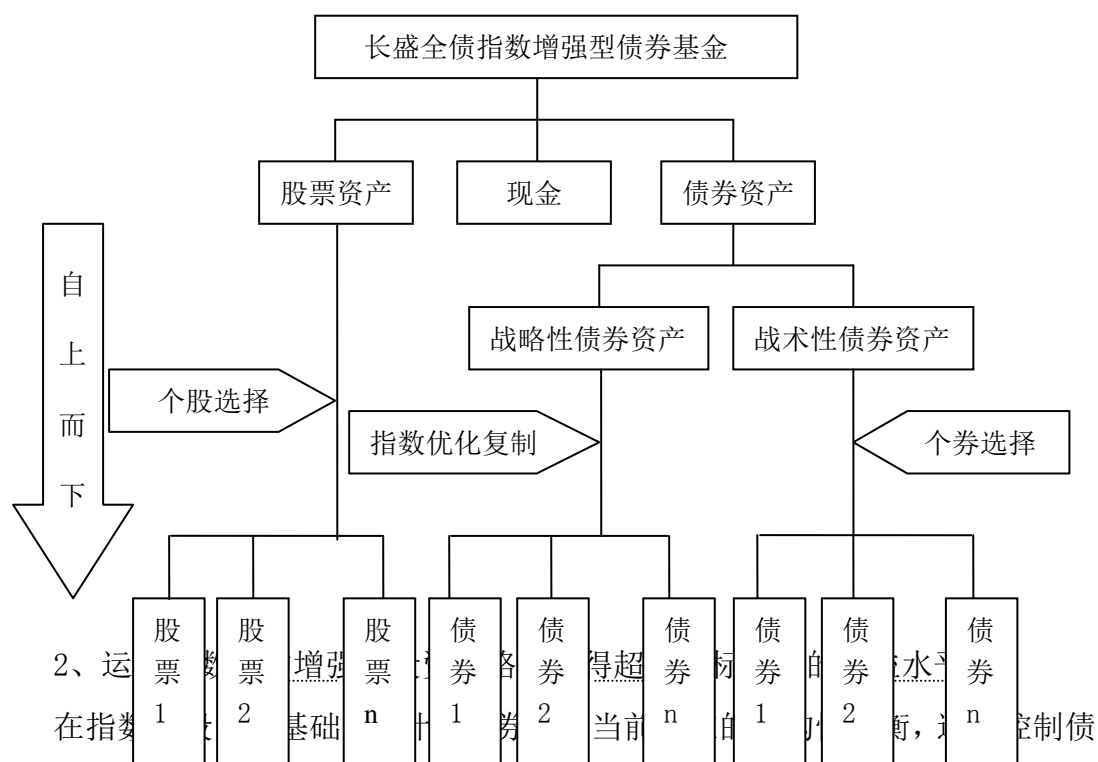 长盛全债指数增强型债券基金
股票资产
现金
债券资产
自
上
而
下
战略性债券资产
战术性债券资产
个股选择
指数优化复制
个券选择
股
票
1
股
票
2
股
票
n
债
券
1
债
券
2
债
券
n
债
券
1
债
券
2
债
券
n
2、运 增强 得超 标 的 水
在指数 基础 券 当前 的 衡, 控制债